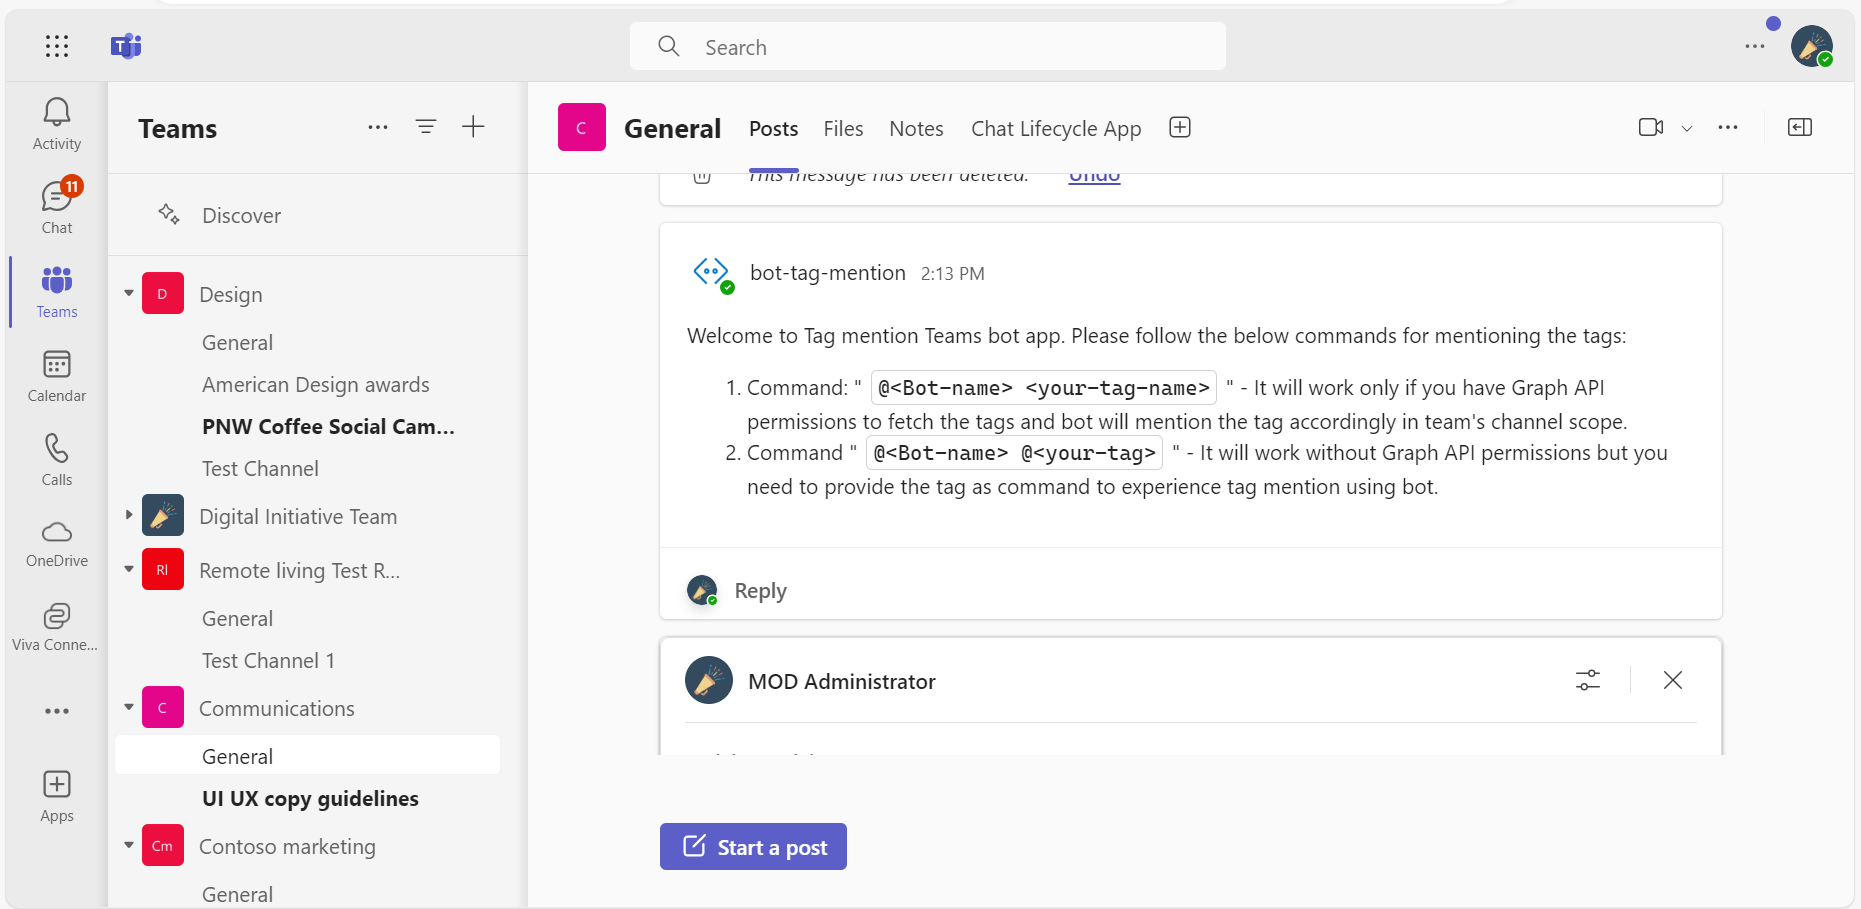 Search
Activity
11
Chat
Teams
Calendar
Calls
OneDrive
Viva Conne...
Apps
Teams
Discover
D Design
General
American Design awards
PNW Coffee Social Cam...
Test Channel
Digital Initiative Team
Rl Remote living Test R...
General
Test Channel 1
C Communications
General
UI UX copy guidelines
Cm Contoso marketing
General
C General Posts Files Notes Chat Lifecycle App
This message has been deleted. Undo
bot-tag-mention 2:13 PM
Welcome to Tag mention Teams bot app. Please follow the below commands for mentioning the tags:
1. Command: " @<Bot-name> <your-tag-name> " - It will work only if you have Graph API
permissions to fetch the tags and bot will mention the tag accordingly in team's channel scope.
2. Command " @<Bot-name> @<your-tag> " - It will work without Graph API permissions but you
need to provide the tag as command to experience tag mention using bot.
Reply
MOD Administrator
Start a post